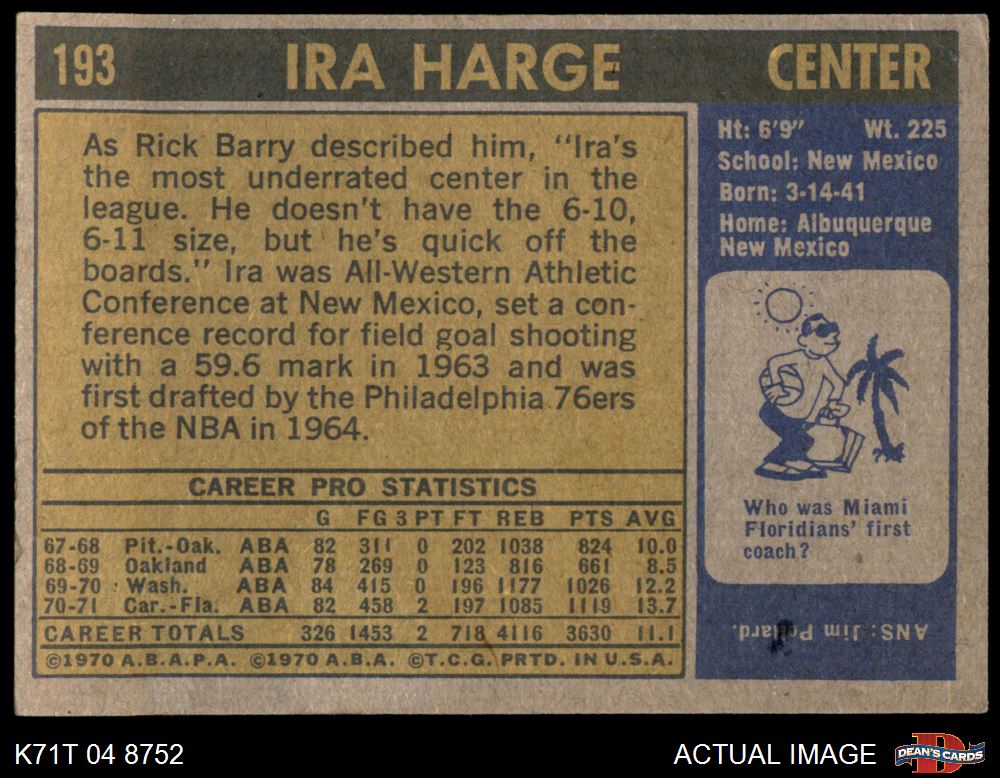 193 IRA HARGE CENTER
As Rick Barry described him, "Ira's
the most underrated center in the
league. He doesn't have the 6-10,
6-11 size, but he's quick off the
boards." Ira was All-Western Athletic
Conference at New Mexico, set a con-
ference record for field goal shooting
with a 59.6 mark in 1963 and was
first drafted by the Philadelphia 76ers
of the NBA in 1964.
CAREER PRO STATISTICS
G FG 3 PT FT REB PTS AVG
67-68 Pit.-Oak. ABA 82 311 0 202 1038 824 10.0
68-69 Oakland ABA 78 269 0 123 816 661 8.5
69-70 Wash. ABA 84 415 0 196 1177 1026 12.2
70-71 Car.-Fla. ABA 82 458 2 197 1085 1119 13.7
CAREER TOTALS 326 1453 2 718 4116 3630 11.1
©1970 A.B.A.P.A. ©1970 A.B.A. ©T.C.G. PRTD. IN U.S.A.
Ht: 6'9" Wt. 225
School: New Mexico
Born: 3-14-41
Home: Albuquerque
New Mexico
Who was Miami
Floridians' first
coach?
ANS: Jim Pollard.
K71T 04 8752 ACTUAL IMAGE
D
DEAN'S CARDS